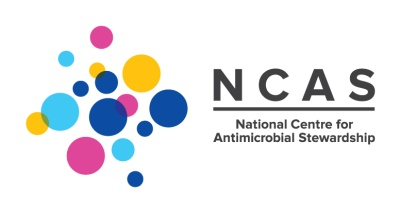 NCAS
National Centre for
Antimicrobial Stewardship